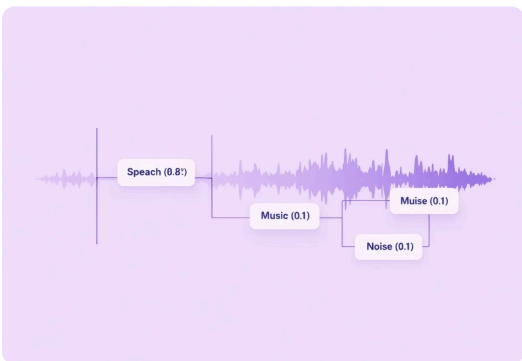 Speach (0.8
Music (0.1)
Muise (0.1)
Noise (0.1)